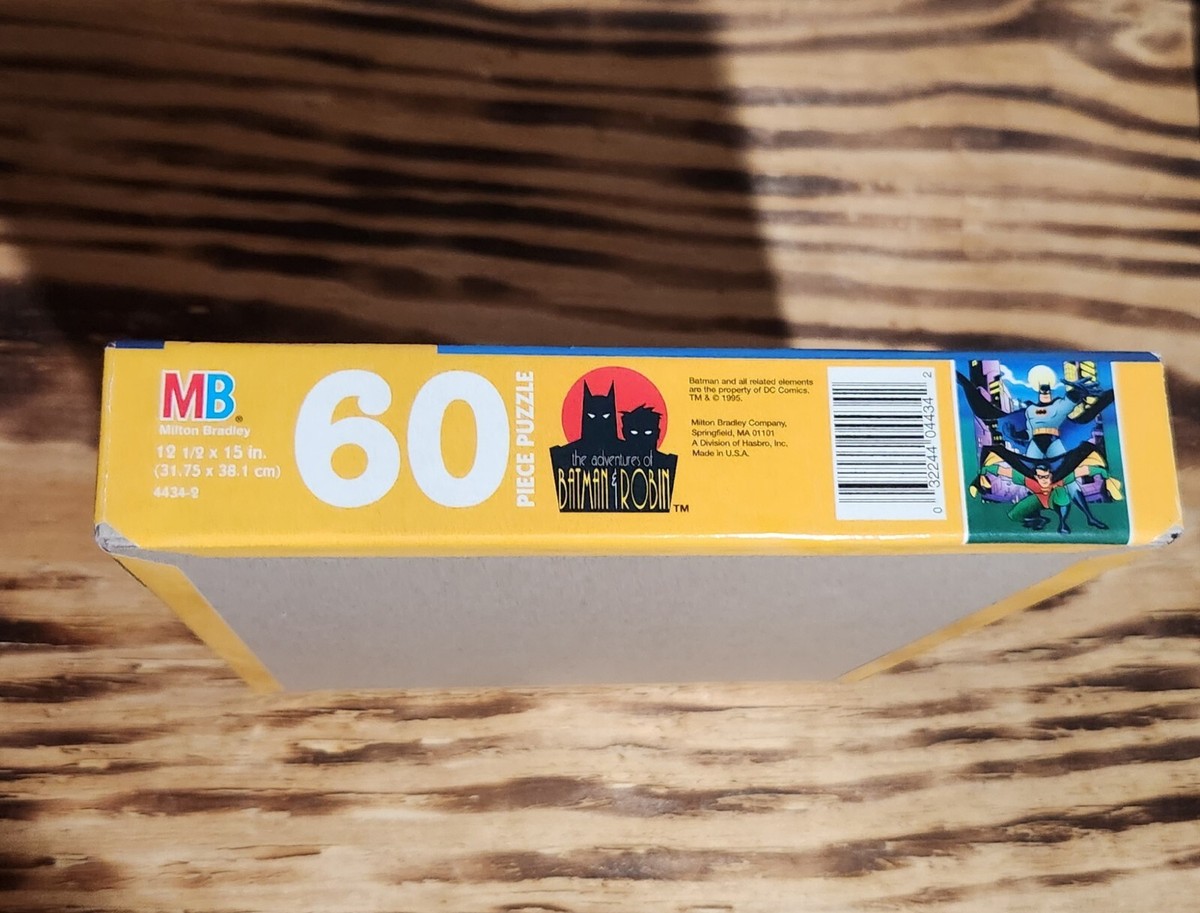 MB®
Milton Bradley
12 1/2 x 15 in.
(31.75 x 38.1 cm)
4434-2
60
PIECE PUZZLE
the adventures of
BATMAN & ROBIN
TM
Batman and all related elements
are the property of DC Comics.
TM & © 1995.
Milton Bradley Company,
Springfield, MA 01101
A Division of Hasbro, Inc.
Made in U.S.A.
0 32244 04434 2